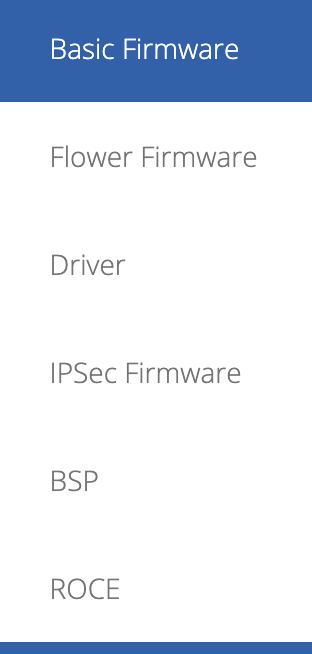 Basic Firmware
Flower Firmware
Driver
IPSec Firmware
BSP
ROCE